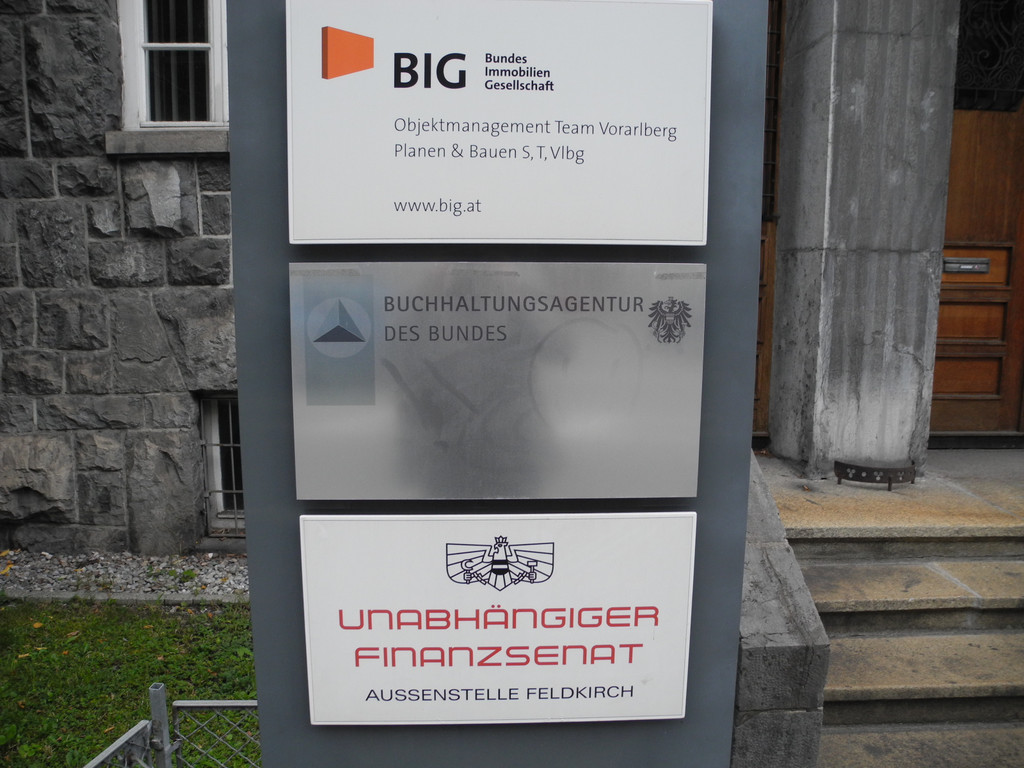 BIG
Bundes
Immobilien
Gesellschaft
Objektmanagement Team Vorarlberg
Planen & Bauen S, T, Vlbg
www.big.at
BUCHHALTUNGSAGENTUR
DES BUNDES
UNABHÄNGIGER
FINANZSENAT
AUSSENSTELLE FELDKIRCH